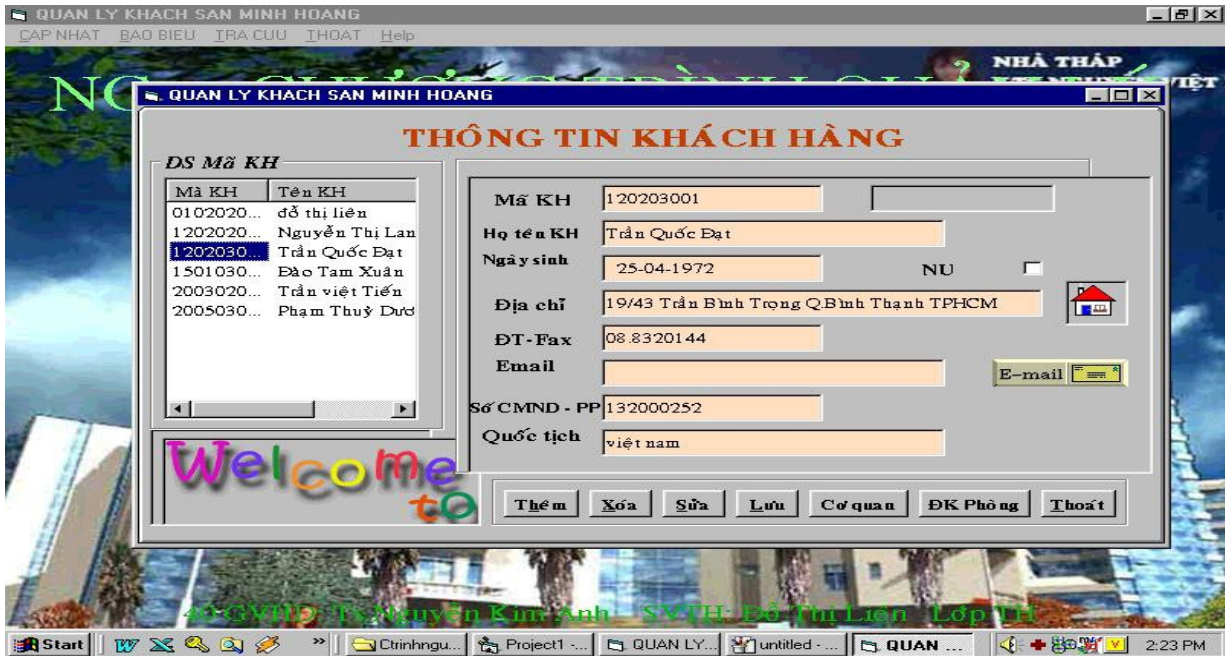 QUAN LY KHACH SAN MINH HOANG
CAP NHAT BAO BIEU TRA CUU THOAT Help
NHÀ THÁP
CHƯƠNG TRÌNH
VIỆT
QUAN LY KHACH SAN MINH HOANG
THÔNG TIN KHÁCH HÀNG
DS Mã KH
Mã KH Tên KH
0102020... đỗ thị liên
1202020... Nguyễn Thị Lan
1202030... Trần Quốc Đạt
1501030... Đào Tam Xuân
2003020... Trần việt Tiến
2005030... Phạm Thuỳ Dươ
Mã KH 120203001
Họ tên KH Trần Quốc Đạt
Ngày sinh 25-04-1972 NU
Địa chĩ 19/43 Trần Bình Trọng Q.Bình Thạnh TPHCM
ĐT-Fax 08.8320144
Email E-mail
Số CMND - PP 132000252
Quốc tịch việt nam
Welcome
to
Thêm Xóa Sửa Lưu Cơ quan ĐK Phòng Thoát
GVHD: Ts.Nguyễn Kim Anh SVTH: Đỗ Thị Liên Lớp TH
Start Ctrinhngu... Project1 -... QUAN LY... untitled - ... QUAN ... 2:23 PM